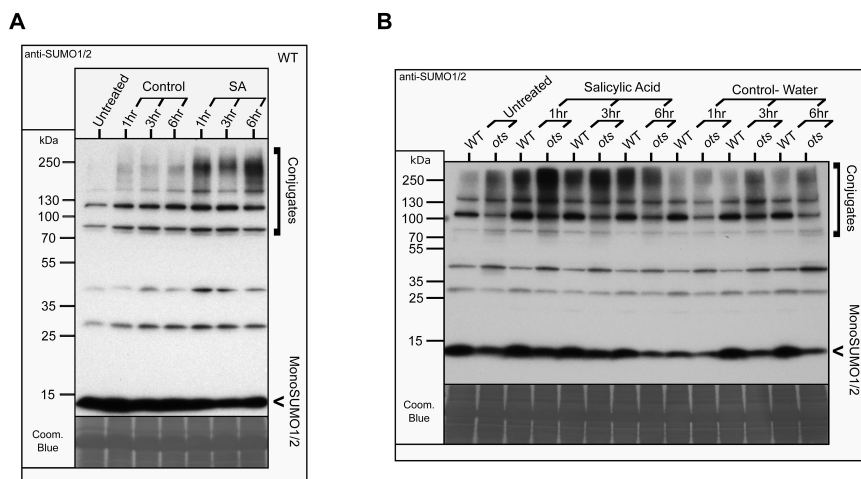 A
anti-SUMO1/2
WT
Untreated
Control
1hr
3hr
6hr
SA
1hr
3hr
6hr
kDa
250
130
100
70
55
35
25
15
Conjugates
MonoSUMO1/2
<
Coom.
Blue
B
anti-SUMO1/2
Untreated
Salicylic Acid
1hr
3hr
6hr
Control- Water
1hr
3hr
6hr
WT
ots
WT
ots
WT
ots
WT
ots
WT
ots
WT
ots
WT
ots
kDa
250
130
100
70
55
35
25
15
Conjugates
MonoSUMO1/2
<
Coom.
Blue